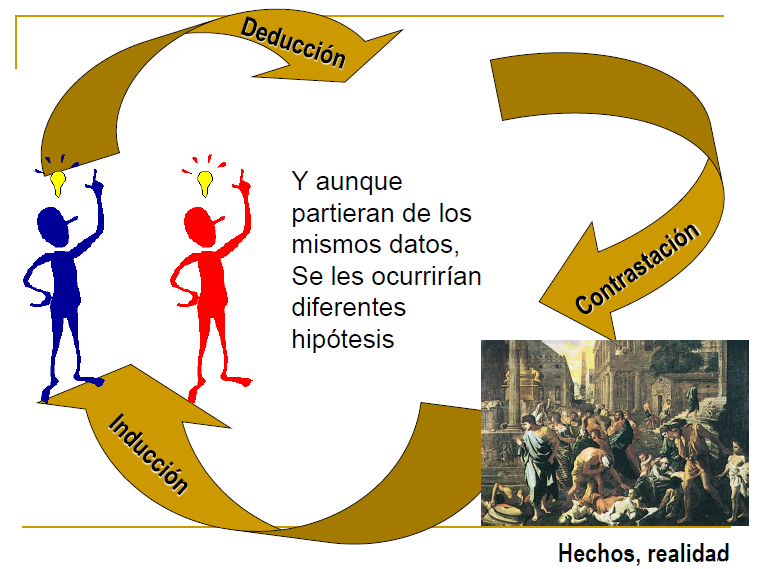 Deducción
Y aunque
partieran de los
mismos datos,
Se les ocurrirían
diferentes
hipótesis
Contrastación
Inducción
Hechos, realidad